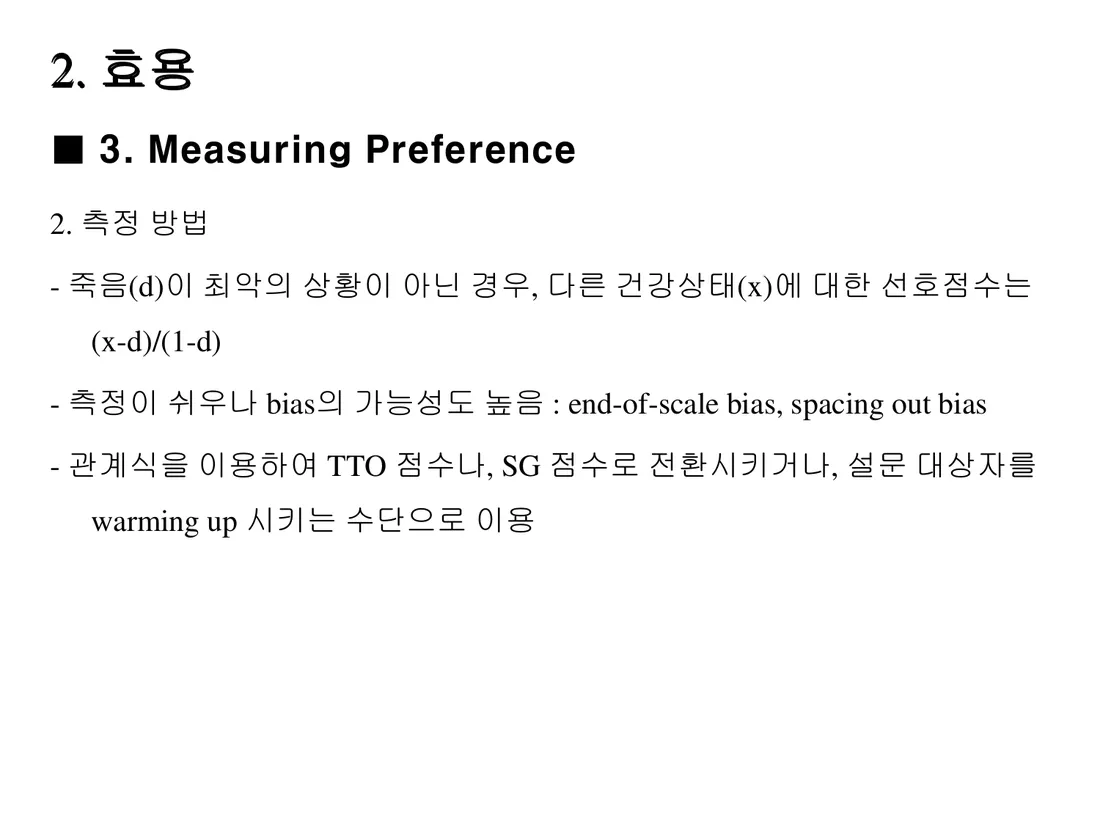 2. 효용
■ 3. Measuring Preference
2. 측정 방법
- 죽음(d)이 최악의 상황이 아닌 경우, 다른 건강상태(x)에 대한 선호점수는
(x-d)/(1-d)
- 측정이 쉬우나 bias의 가능성도 높음 : end-of-scale bias, spacing out bias
- 관계식을 이용하여 TTO 점수나, SG 점수로 전환시키거나, 설문 대상자를
warming up 시키는 수단으로 이용